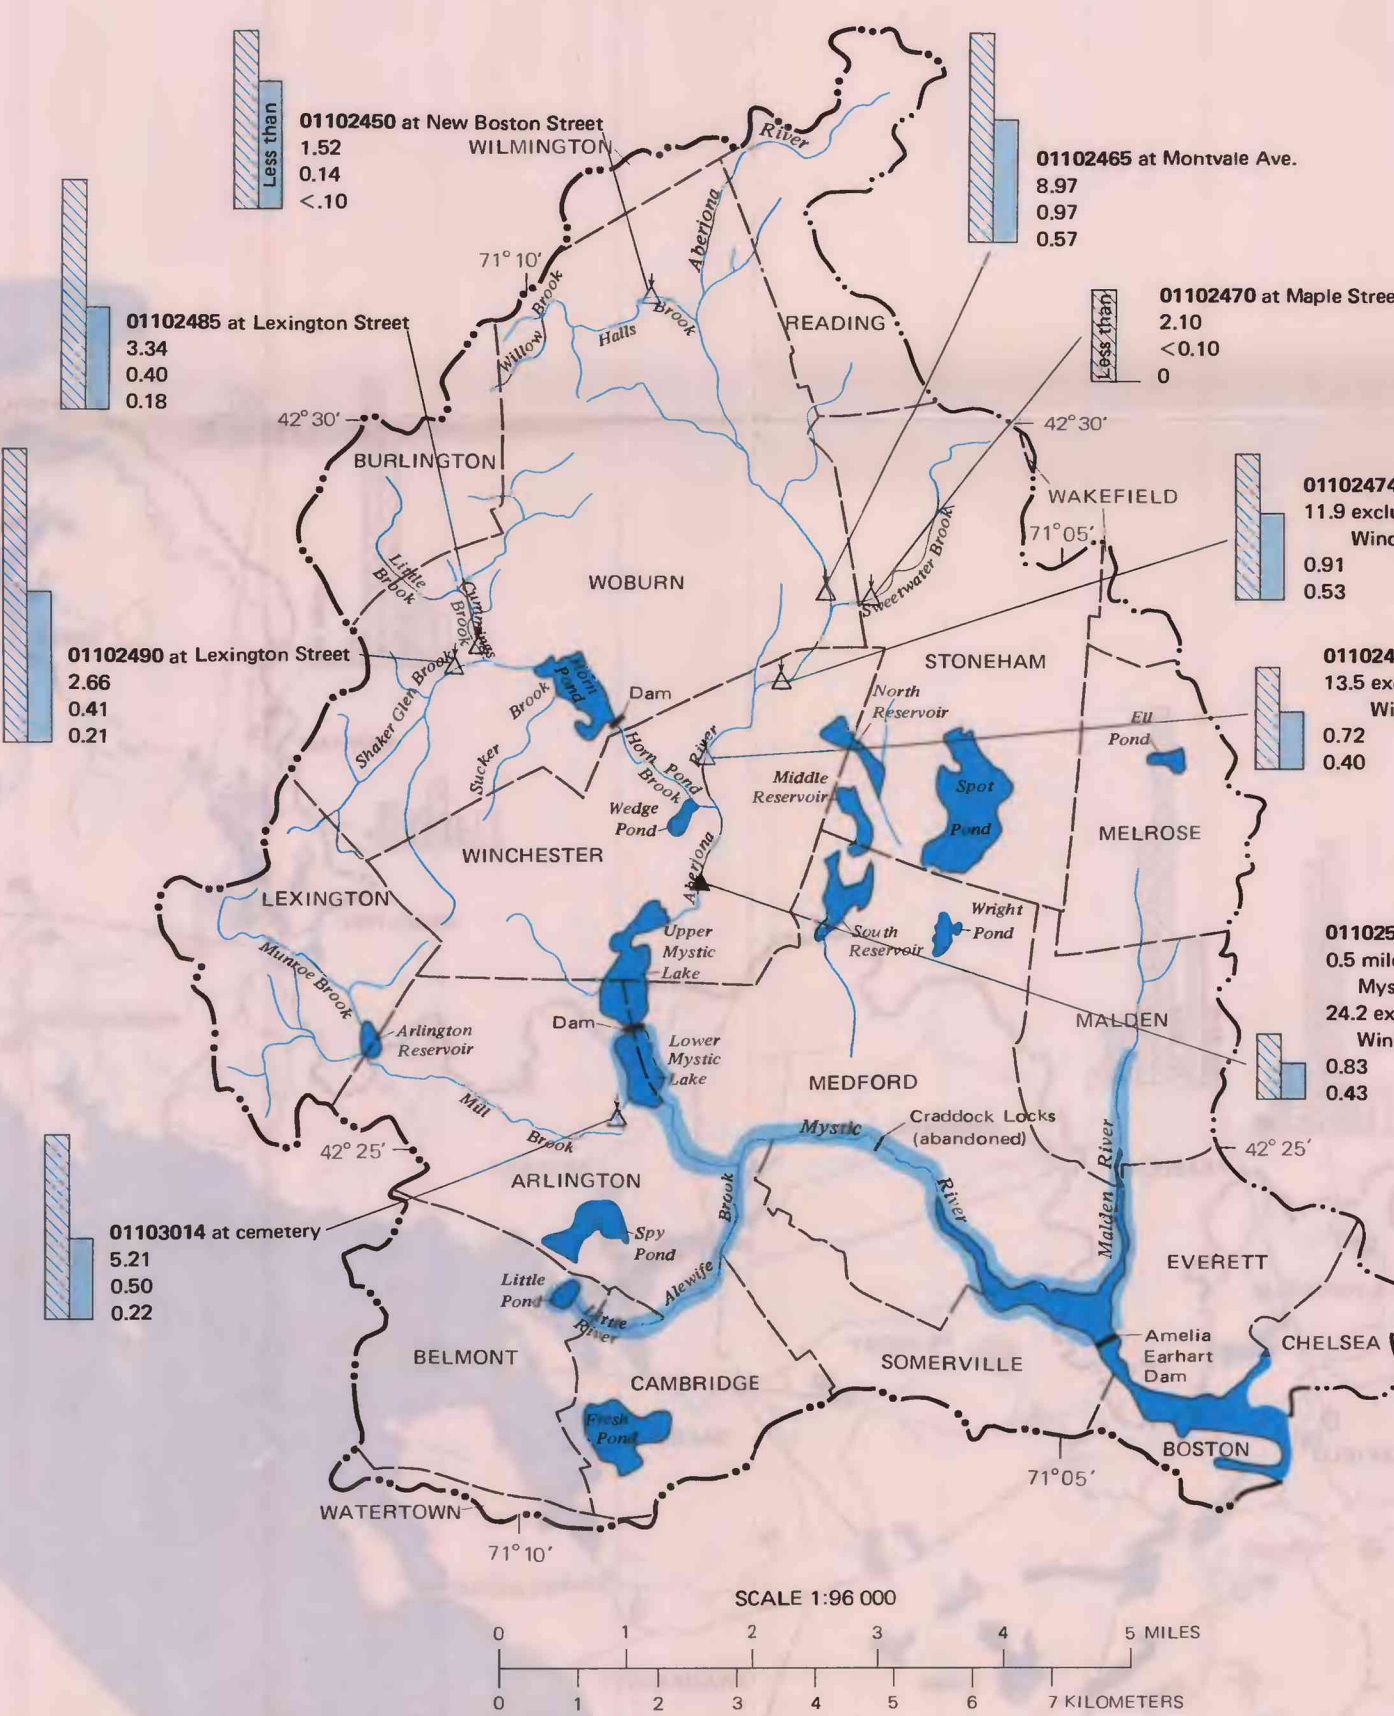 Less than
01102450 at New Boston Street
1.52
0.14
<.10
WILMINGTON
River
Aberjona
01102465 at Montvale Ave.
8.97
0.97
0.57
71° 10′
Willow Brook
Halls Brook
READING
Less than
01102470 at Maple Stree
2.10
<0.10
0
01102485 at Lexington Street
3.34
0.40
0.18
42° 30′
42° 30′
BURLINGTON
WAKEFIELD
71° 05′
01102474
11.9 exclu
Winc
0.91
0.53
Little Brook
Cummings Brook
WOBURN
Sweetwater Brook
01102490 at Lexington Street
2.66
0.41
0.21
Shaker Glen Brook
Horn Pond
Dam
Sucker Brook
Horn Pond Brook
River
STONEHAM
North Reservoir
011024
13.5 exc
Wi
0.72
0.40
Ell Pond
Middle Reservoir
Spot Pond
Wedge Pond
MELROSE
WINCHESTER
Aberjona
LEXINGTON
Munroe Brook
Upper Mystic Lake
South Reservoir
Wright Pond
011025
0.5 mile
Mys
24.2 ex
Win
0.83
0.43
MALDEN
Arlington Reservoir
Dam
Lower Mystic Lake
MEDFORD
Mill Brook
Mystic River
Craddock Locks
(abandoned)
Malden River
42° 25′
42° 25′
ARLINGTON
01103014 at cemetery
5.21
0.50
0.22
Spy Pond
Alewife Brook
Little Pond
Little River
EVERETT
BELMONT
CAMBRIDGE
SOMERVILLE
Amelia
Earhart
Dam
CHELSEA
Fresh Pond
BOSTON
71° 05′
WATERTOWN
71° 10′
SCALE 1:96 000
0 1 2 3 4 5 MILES
0 1 2 3 4 5 6 7 KILOMETERS